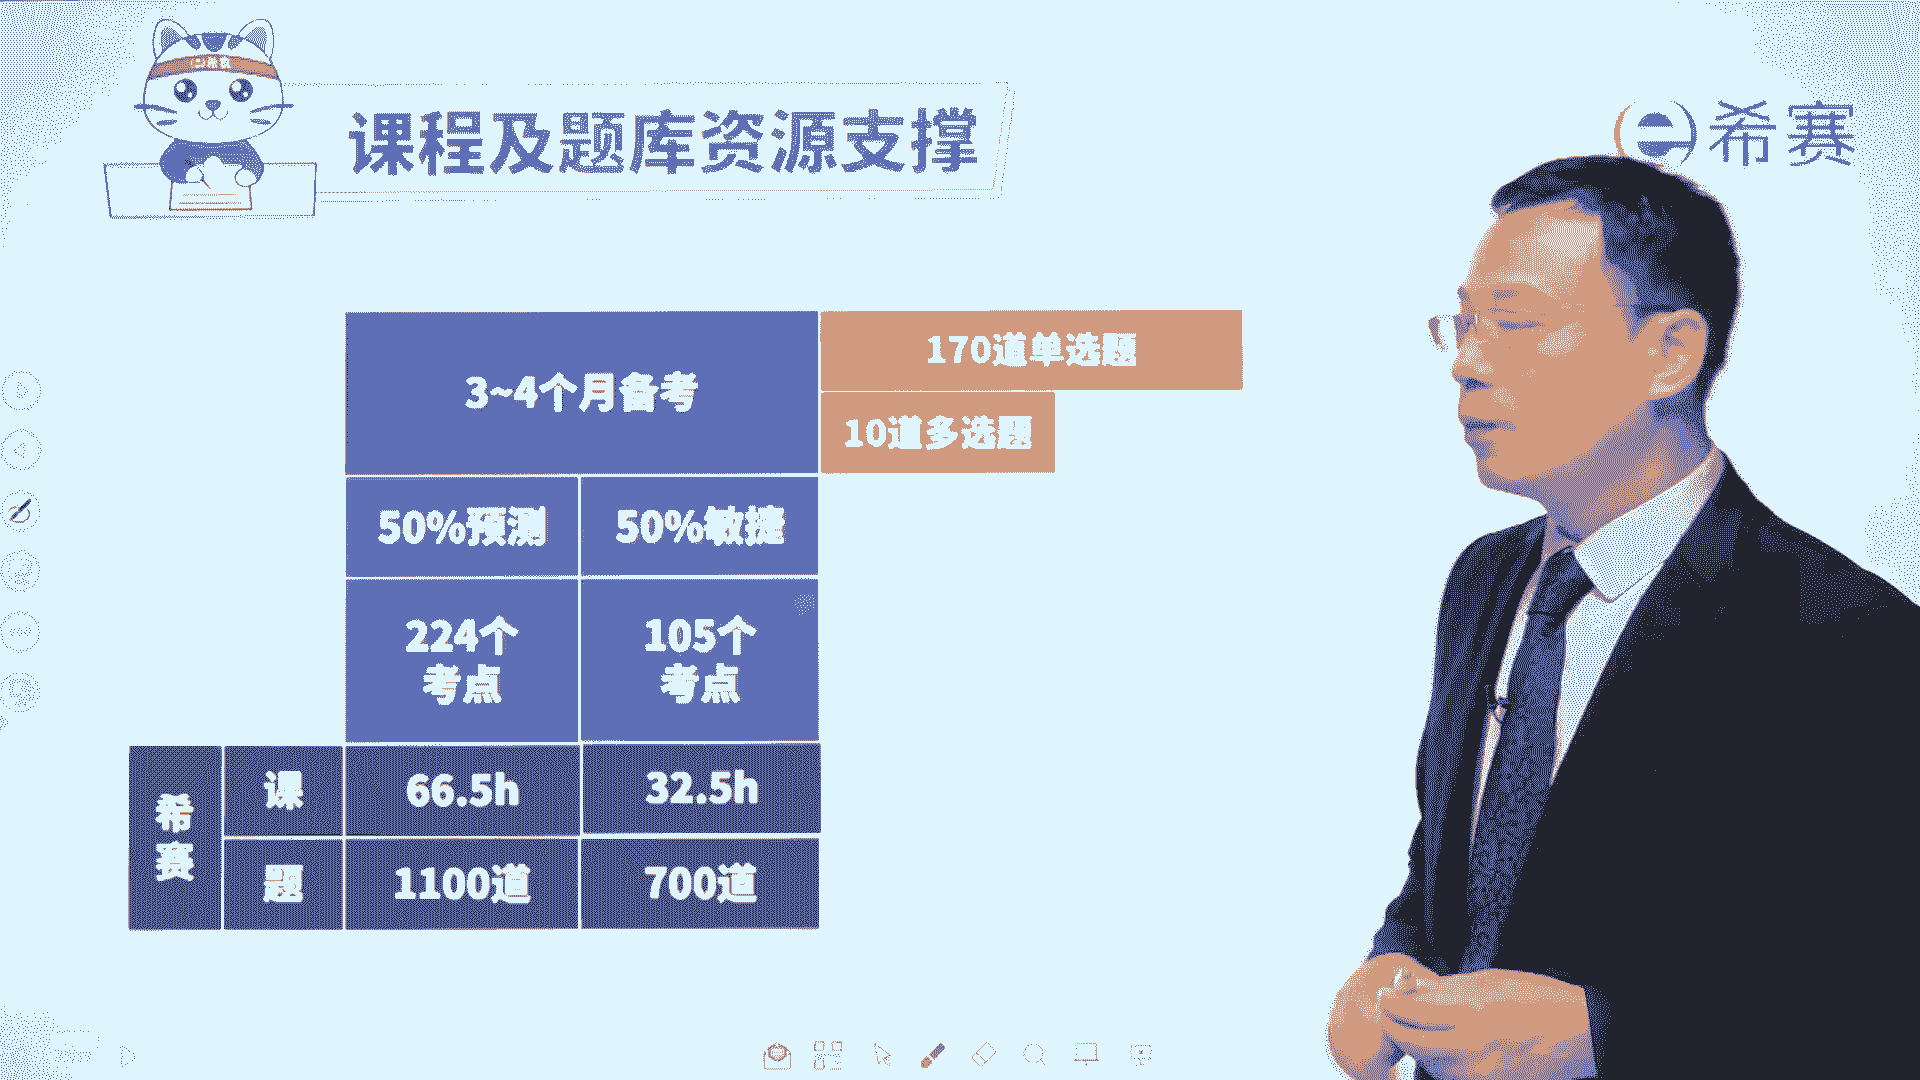 希赛
课程及题库资源支撑
希赛
3~4个月备考
170道单选题
10道多选题
50%预测
50%敏捷
224个
考点
105个
考点
希
赛
课
66.5h
32.5h
题
1100道
700道